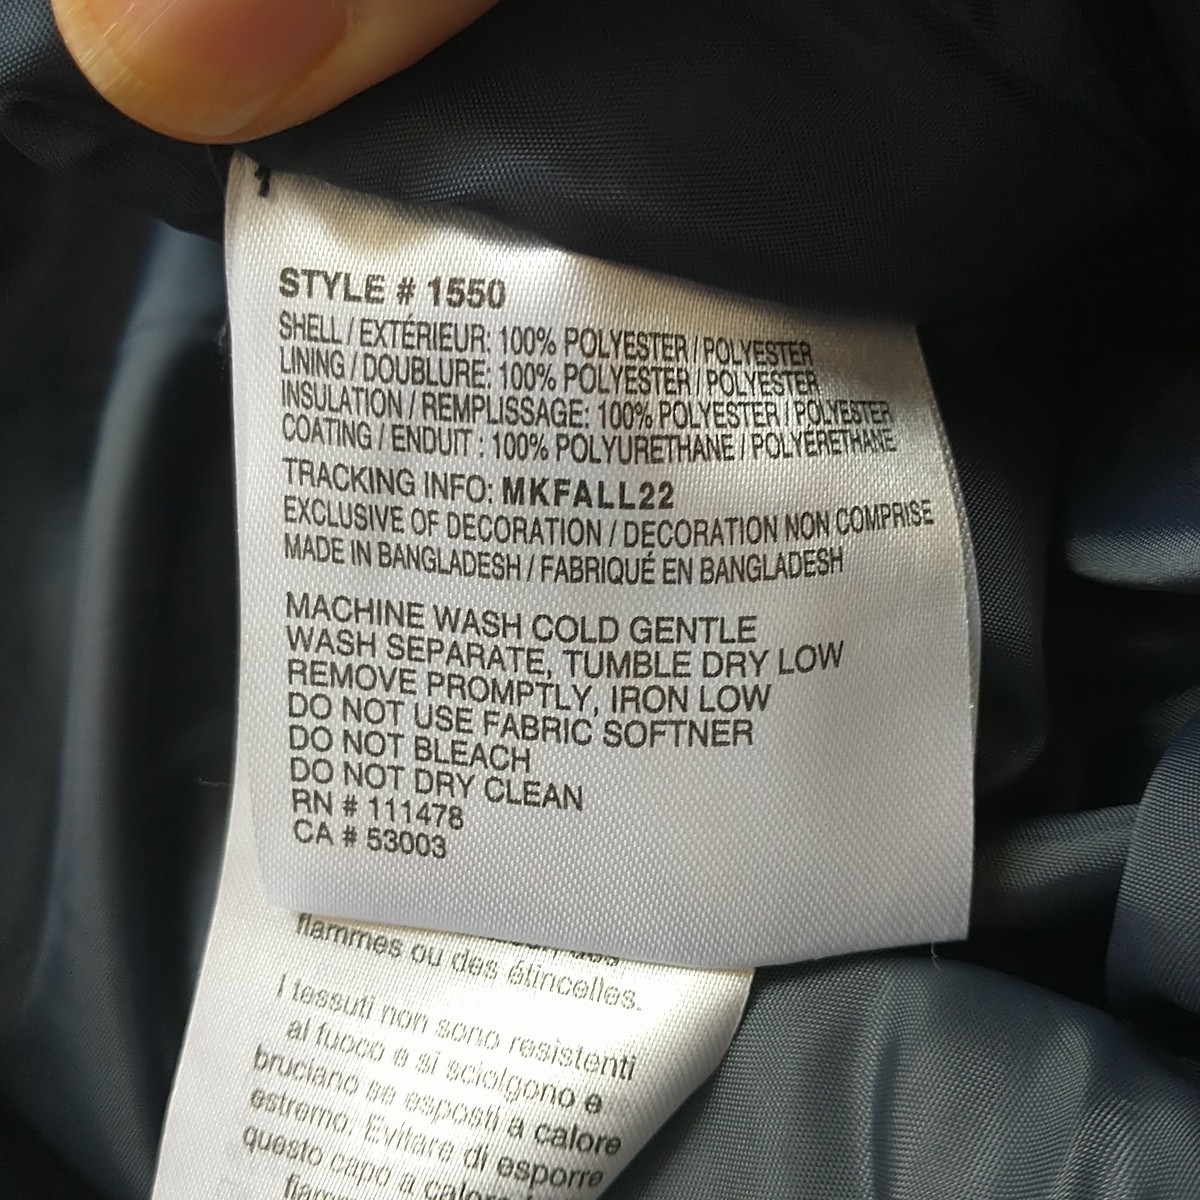 STYLE # 1550
SHELL / EXTÉRIEUR: 100% POLYESTER / POLYESTER
LINING / DOUBLURE: 100% POLYESTER / POLYESTER
INSULATION / REMPLISSAGE: 100% POLYESTER / POLYESTER
COATING / ENDUIT : 100% POLYURETHANE / POLYÉRETHANE
TRACKING INFO: MKFALL22
EXCLUSIVE OF DECORATION / DECORATION NON COMPRISE
MADE IN BANGLADESH / FABRIQUÉ EN BANGLADESH
MACHINE WASH COLD GENTLE
WASH SEPARATE, TUMBLE DRY LOW
REMOVE PROMPTLY, IRON LOW
DO NOT USE FABRIC SOFTNER
DO NOT BLEACH
DO NOT DRY CLEAN
RN # 111478
CA # 53003
flammes ou des étincelles.
I tessuti non sono resistenti
al fuoco e si sciolgono e
bruciano se esposti a calore
estremo. Evitare di esporre
questo capo a